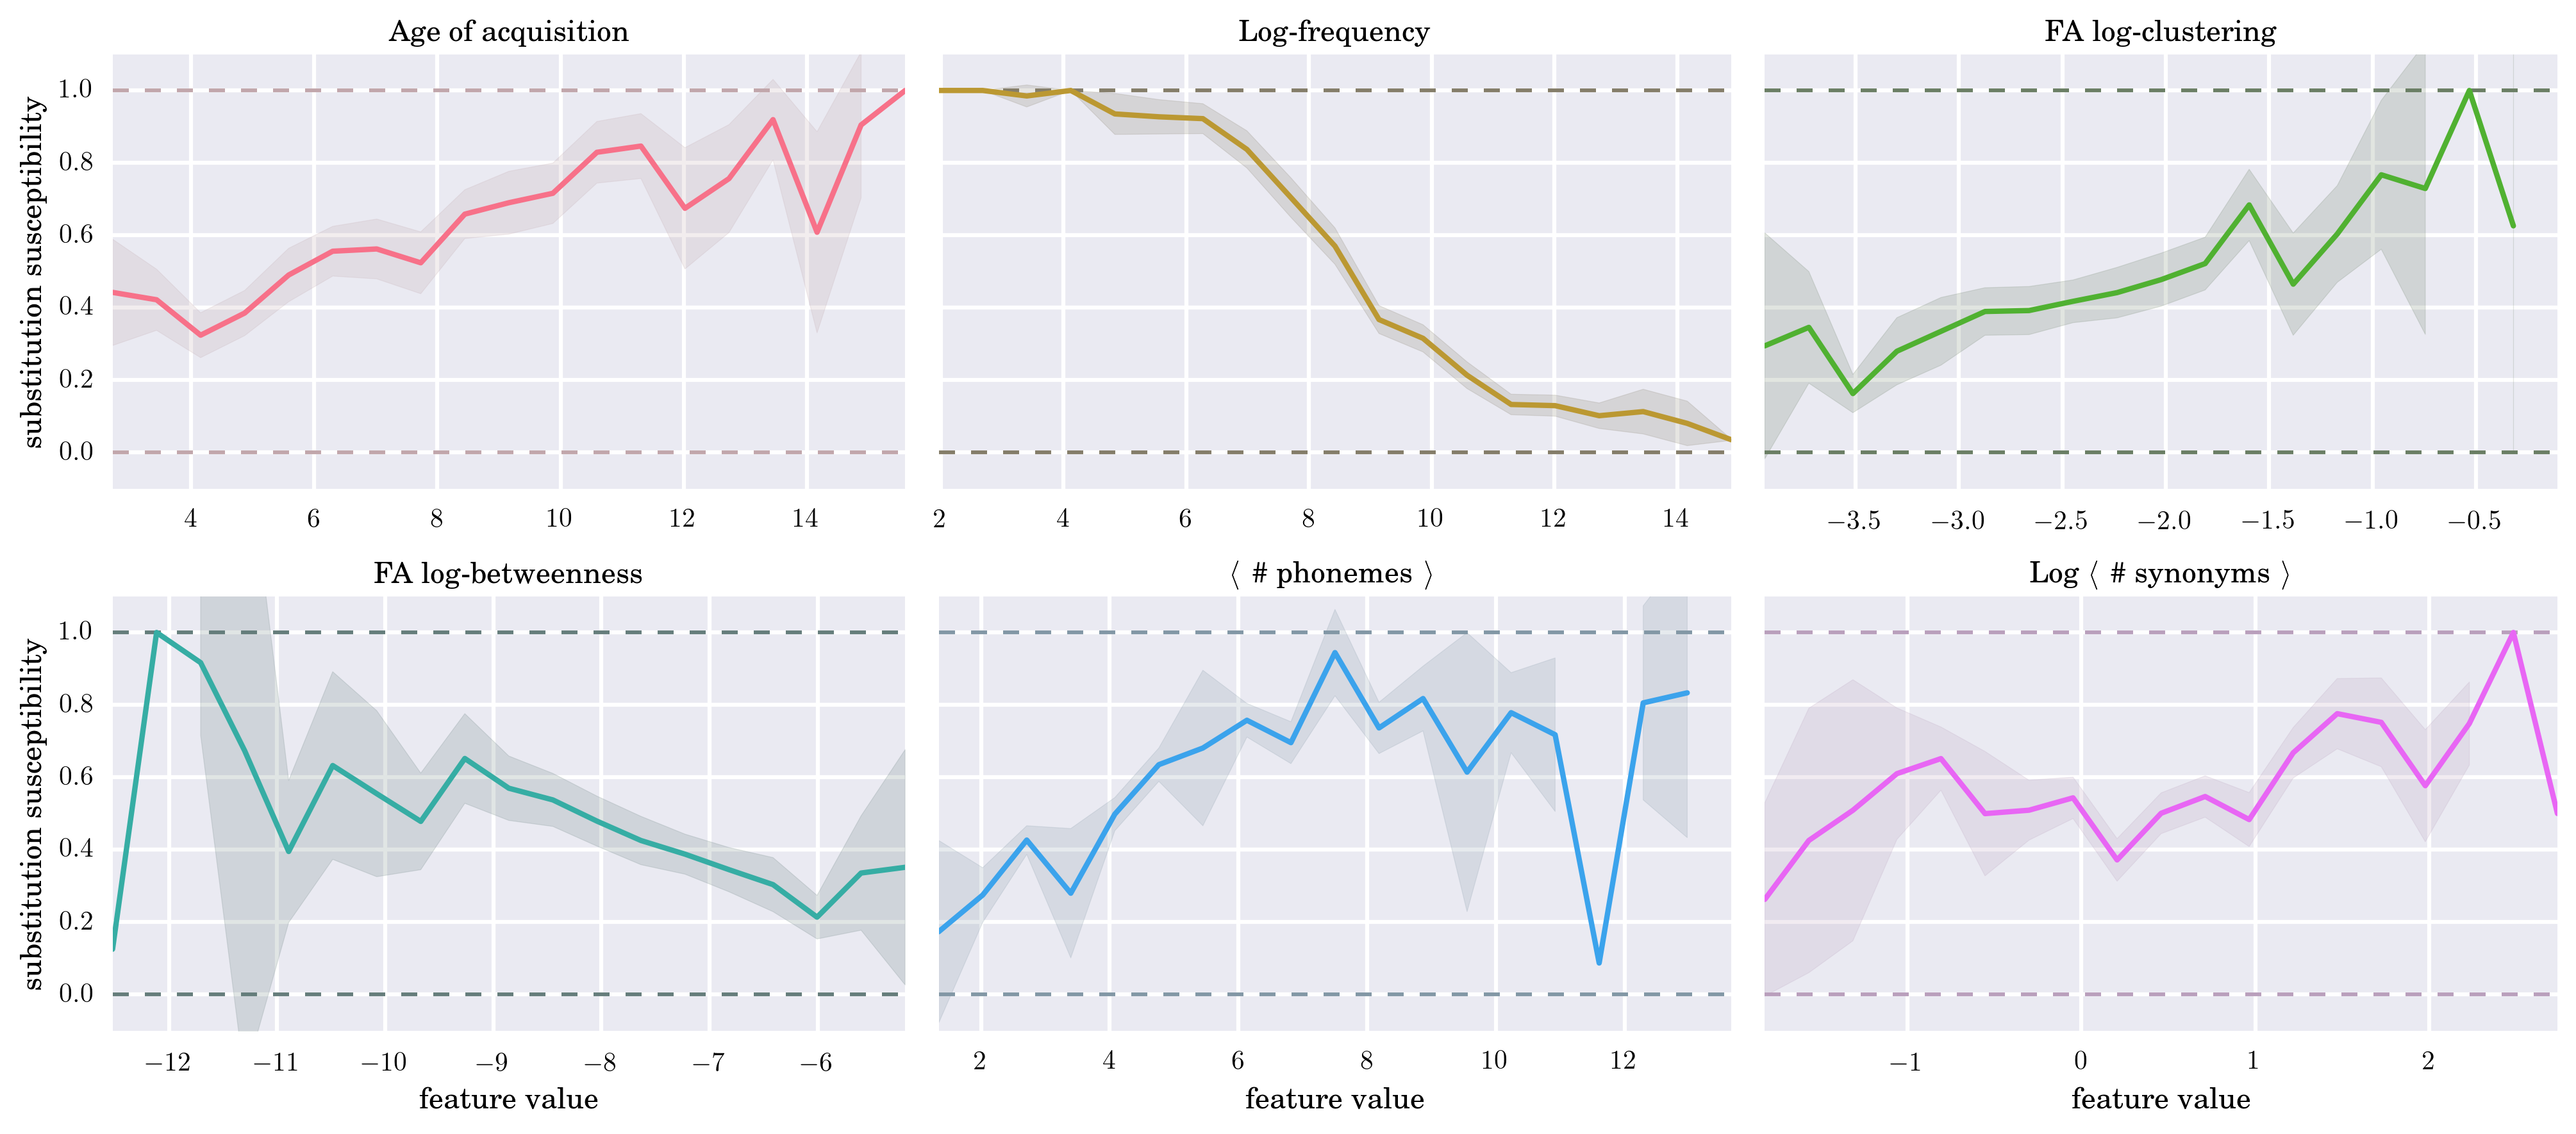 Age of acquisition
Log-frequency
FA log-clustering
substitution susceptibility
1.0
0.8
0.6
0.4
0.2
0.0
4 6 8 10 12 14
2 4 6 8 10 12 14
−3.5 −3.0 −2.5 −2.0 −1.5 −1.0 −0.5
FA log-betweenness
⟨ # phonemes ⟩
Log ⟨ # synonyms ⟩
substitution susceptibility
1.0
0.8
0.6
0.4
0.2
0.0
−12 −11 −10 −9 −8 −7 −6
2 4 6 8 10 12
−1 0 1 2
feature value
feature value
feature value